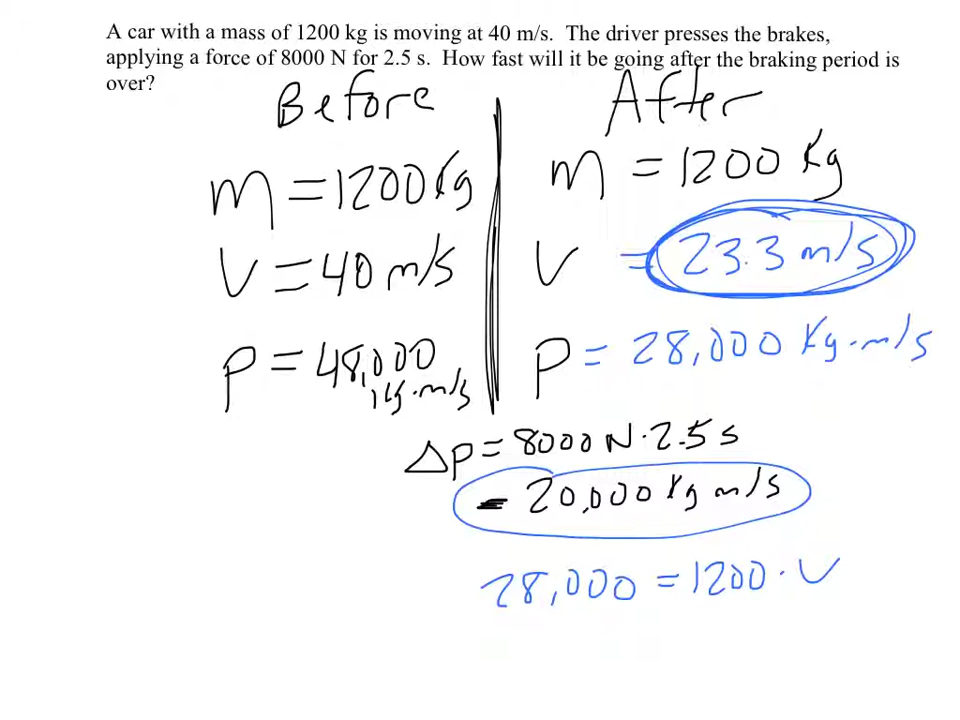 A car with a mass of 1200 kg is moving at 40 m/s. The driver presses the brakes,
applying a force of 8000 N for 2.5 s. How fast will it be going after the braking period is
over?
Before
m = 1200 Kg
V = 40 m/s
p = 48,000
kg·m/s
After
m = 1200 Kg
V = 23.3 m/s
p = 28,000 Kg·m/s
Δp = 8000 N · 2.5 s
= 20,000 Kg m/s
28,000 = 1200 · V